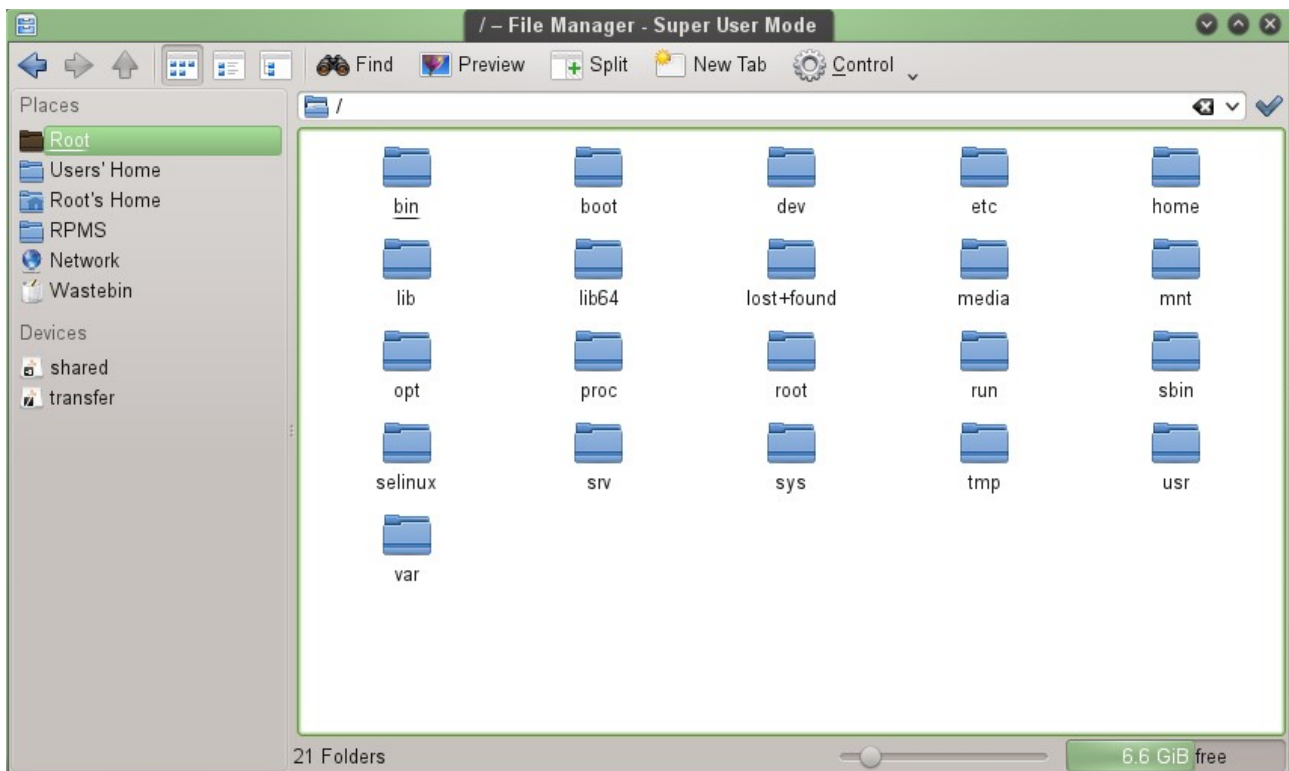 / – File Manager - Super User Mode
Find Preview Split New Tab Control
Places
/
Root
Users' Home
Root's Home
RPMS
Network
Wastebin
Devices
shared
transfer
bin boot dev etc home
lib lib64 lost+found media mnt
opt proc root run sbin
selinux srv sys tmp usr
var
21 Folders 6.6 GiB free